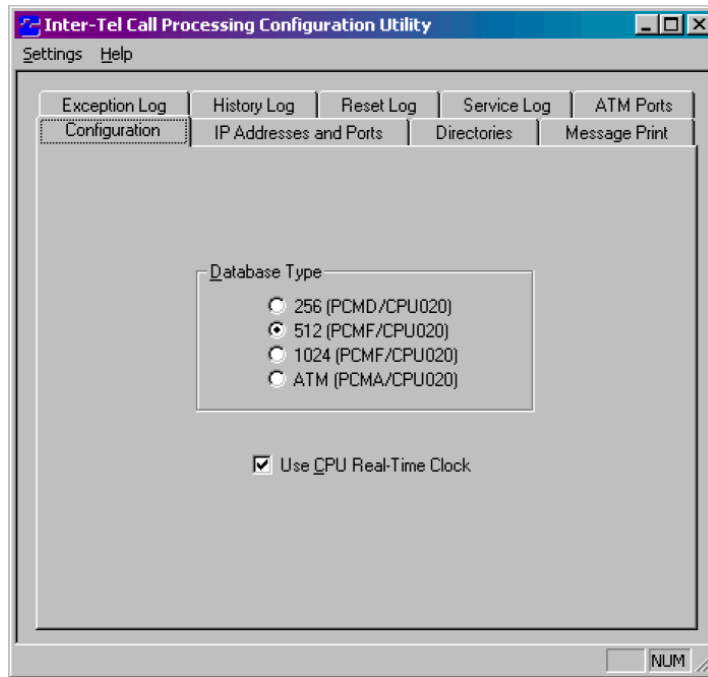 Inter-Tel Call Processing Configuration Utility
Settings Help
Exception Log History Log Reset Log Service Log ATM Ports
Configuration IP Addresses and Ports Directories Message Print
Database Type
256 (PCMD/CPU020)
512 (PCMF/CPU020)
1024 (PCMF/CPU020)
ATM (PCMA/CPU020)
Use CPU Real-Time Clock
NUM